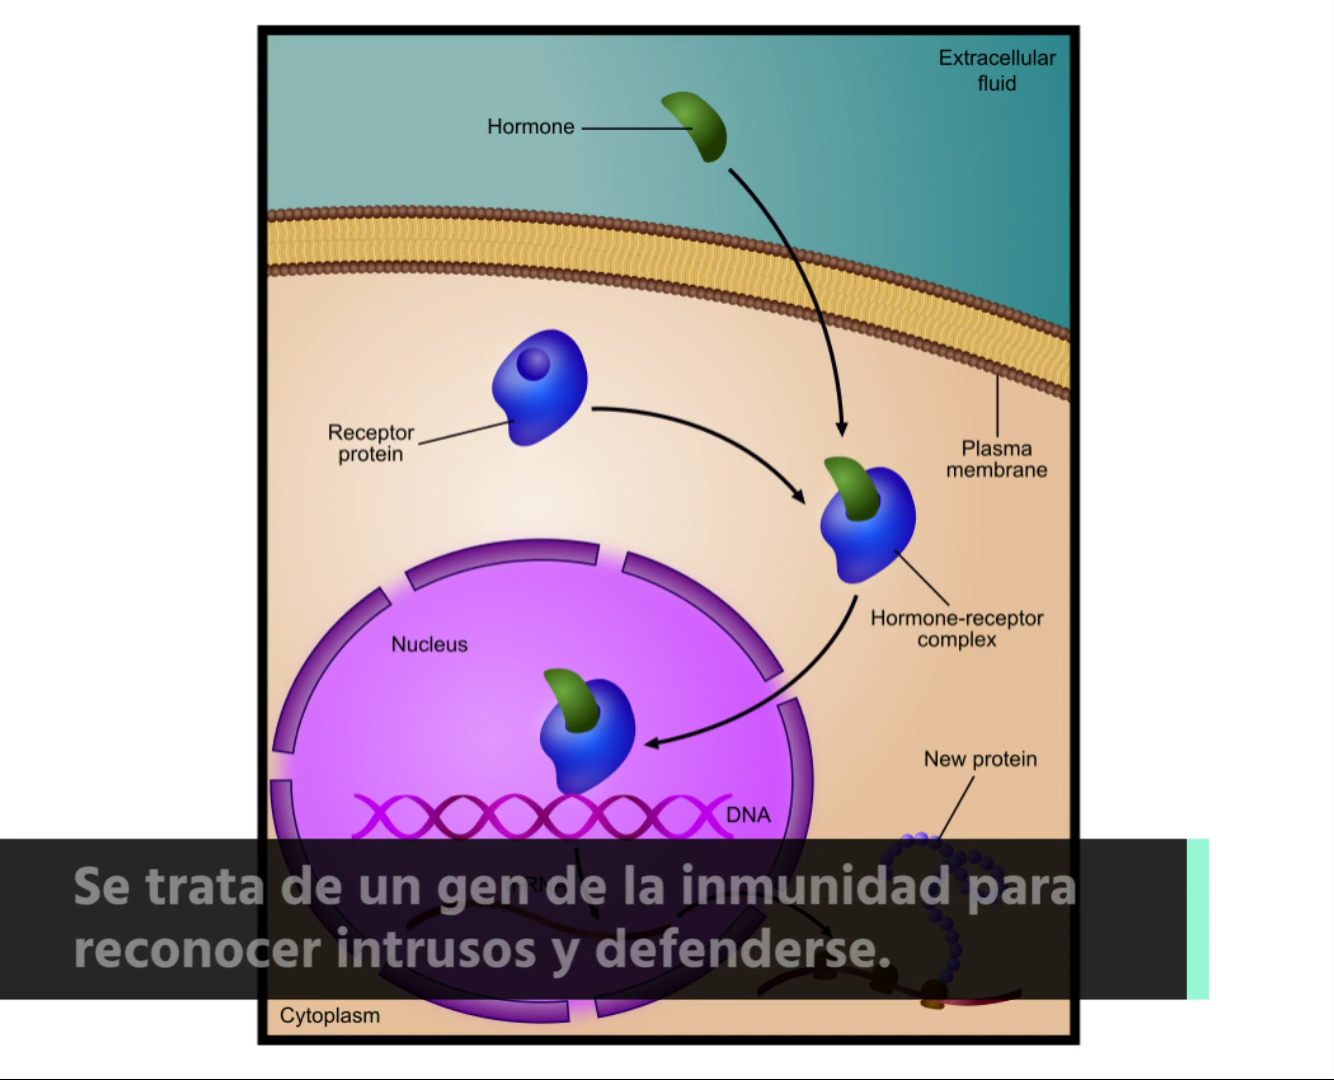 Extracellular
fluid
Hormone
Receptor
protein
Plasma
membrane
Hormone-receptor
complex
Nucleus
New protein
DNA
Se trata de un gen de la inmunidad para
reconocer intrusos y defenderse.
Cytoplasm